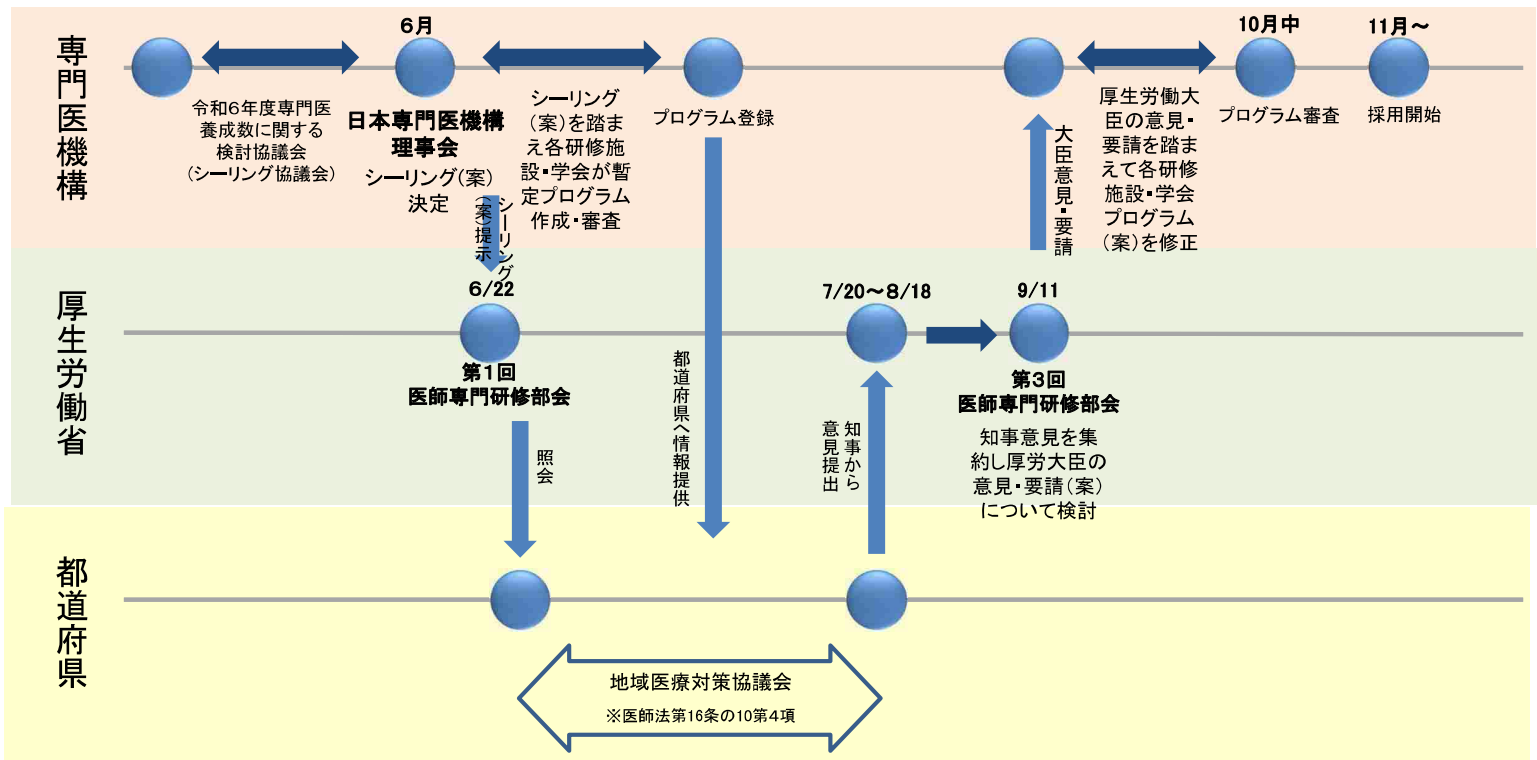 専門医機構
令和6年度専門医
養成数に関する
検討協議会
(シーリング協議会)
6月
日本専門医機構
理事会
シーリング(案)
決定
シーリング
(案)提示
シーリング
(案)を踏ま
え各研修施
設・学会が暫
定プログラム
作成・審査
プログラム登録
都道府県へ情報提供
大臣意見・要請
厚生労働大
臣の意見・
要請を踏ま
えて各研修
施設・学会
プログラム
(案)を修正
10月中
プログラム審査
11月～
採用開始
厚生労働省
6/22
第1回
医師専門研修部会
照会
7/20～8/18
知事から
意見提出
9/11
第3回
医師専門研修部会
知事意見を集
約し厚労大臣の
意見・要請(案)
について検討
都道府県
地域医療対策協議会
※医師法第16条の10第4項